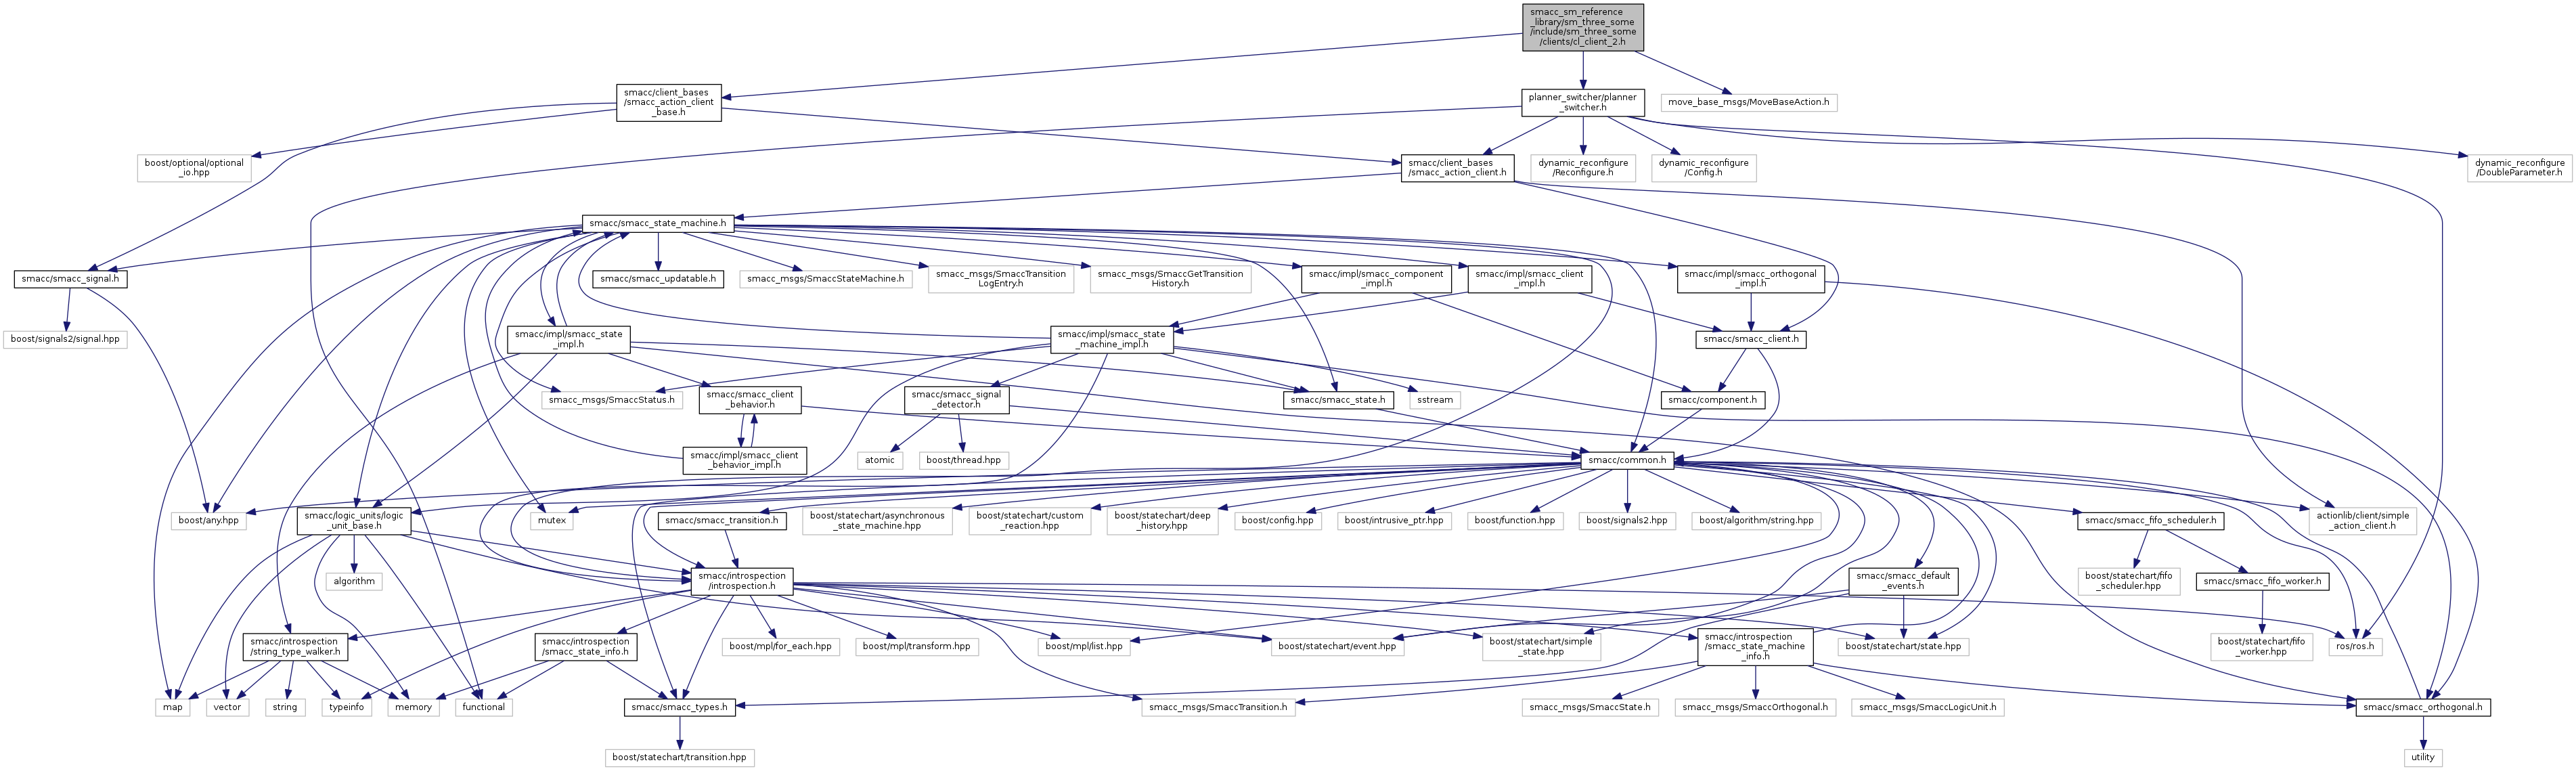 smacc_sm_reference
_library/sm_three_some
/include/sm_three_some
/clients/cl_client_2.h
smacc/client_bases
/smacc_action_client
_base.h
planner_switcher/planner
_switcher.h
move_base_msgs/MoveBaseAction.h
boost/optional/optional
_io.hpp
smacc/client_bases
/smacc_action_client.h
dynamic_reconfigure
/Reconfigure.h
dynamic_reconfigure
/Config.h
dynamic_reconfigure
/DoubleParameter.h
smacc/smacc_state_machine.h
smacc/smacc_signal.h
smacc/smacc_updatable.h
smacc_msgs/SmaccStateMachine.h
smacc_msgs/SmaccTransition
LogEntry.h
smacc_msgs/SmaccGetTransition
History.h
smacc/impl/smacc_component
_impl.h
smacc/impl/smacc_client
_impl.h
smacc/impl/smacc_orthogonal
_impl.h
boost/signals2/signal.hpp
smacc/impl/smacc_state
_impl.h
smacc/impl/smacc_state
_machine_impl.h
smacc/smacc_client.h
smacc_msgs/SmaccStatus.h
smacc/smacc_client
_behavior.h
smacc/smacc_signal
_detector.h
smacc/smacc_state.h
sstream
smacc/component.h
smacc/impl/smacc_client
_behavior_impl.h
atomic
boost/thread.hpp
smacc/common.h
boost/any.hpp
smacc/logic_units/logic
_unit_base.h
mutex
smacc/smacc_transition.h
boost/statechart/asynchronous
_state_machine.hpp
boost/statechart/custom
_reaction.hpp
boost/statechart/deep
_history.hpp
boost/config.hpp
boost/intrusive_ptr.hpp
boost/function.hpp
boost/signals2.hpp
boost/algorithm/string.hpp
smacc/smacc_fifo_scheduler.h
actionlib/client/simple
_action_client.h
algorithm
smacc/introspection
/introspection.h
smacc/smacc_default
_events.h
boost/statechart/fifo
_scheduler.hpp
smacc/smacc_fifo_worker.h
smacc/introspection
/string_type_walker.h
smacc/introspection
/smacc_state_info.h
boost/mpl/for_each.hpp
boost/mpl/transform.hpp
boost/mpl/list.hpp
boost/statechart/event.hpp
boost/statechart/simple
_state.hpp
smacc/introspection
/smacc_state_machine
_info.h
boost/statechart/state.hpp
boost/statechart/fifo
_worker.hpp
ros/ros.h
map
vector
string
typeinfo
memory
functional
smacc/smacc_types.h
smacc_msgs/SmaccTransition.h
smacc_msgs/SmaccState.h
smacc_msgs/SmaccOrthogonal.h
smacc_msgs/SmaccLogicUnit.h
smacc/smacc_orthogonal.h
boost/statechart/transition.hpp
utility